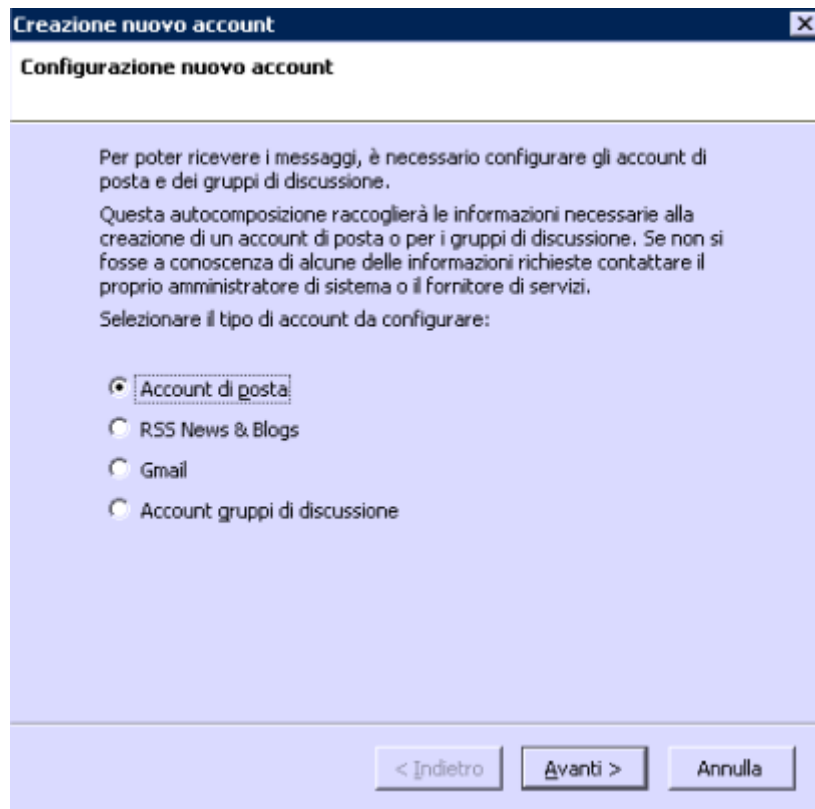 Creazione nuovo account
Configurazione nuovo account
Per poter ricevere i messaggi, è necessario configurare gli account di
posta e dei gruppi di discussione.
Questa autocomposizione raccoglierà le informazioni necessarie alla
creazione di un account di posta o per i gruppi di discussione. Se non si
fosse a conoscenza di alcune delle informazioni richieste contattare il
proprio amministratore di sistema o il fornitore di servizi.
Selezionare il tipo di account da configurare:
Account di posta
RSS News & Blogs
Gmail
Account gruppi di discussione
< Indietro
Avanti >
Annulla